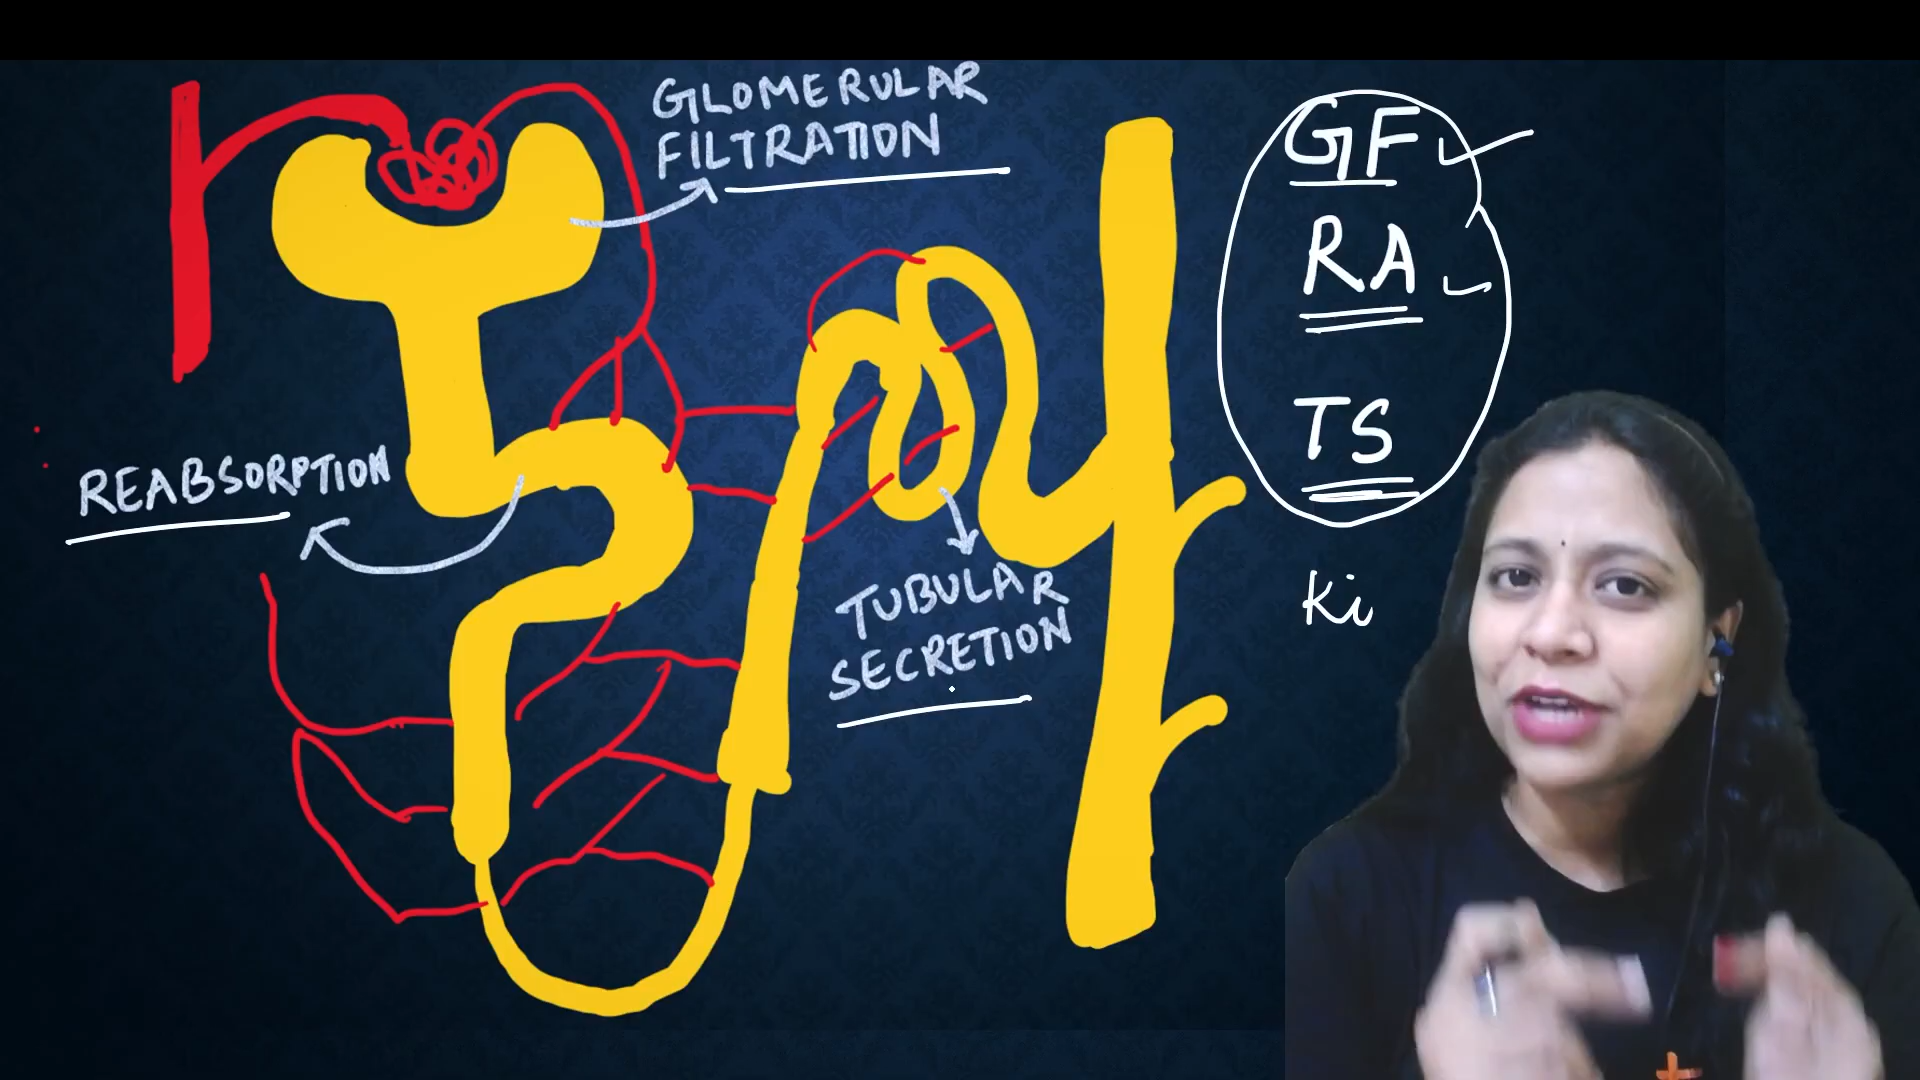 GLOMERULAR
FILTRATION
REABSORPTION
TUBULAR
SECRETION
GF
RA
TS
Ki